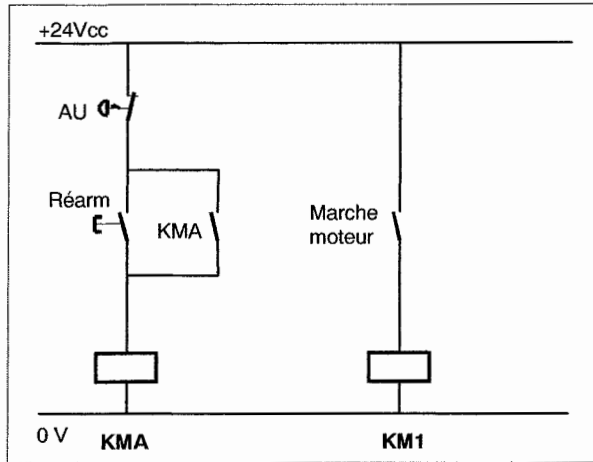 +24Vcc
AU
Réarm
KMA
Marche
moteur
0 V
KMA
KM1